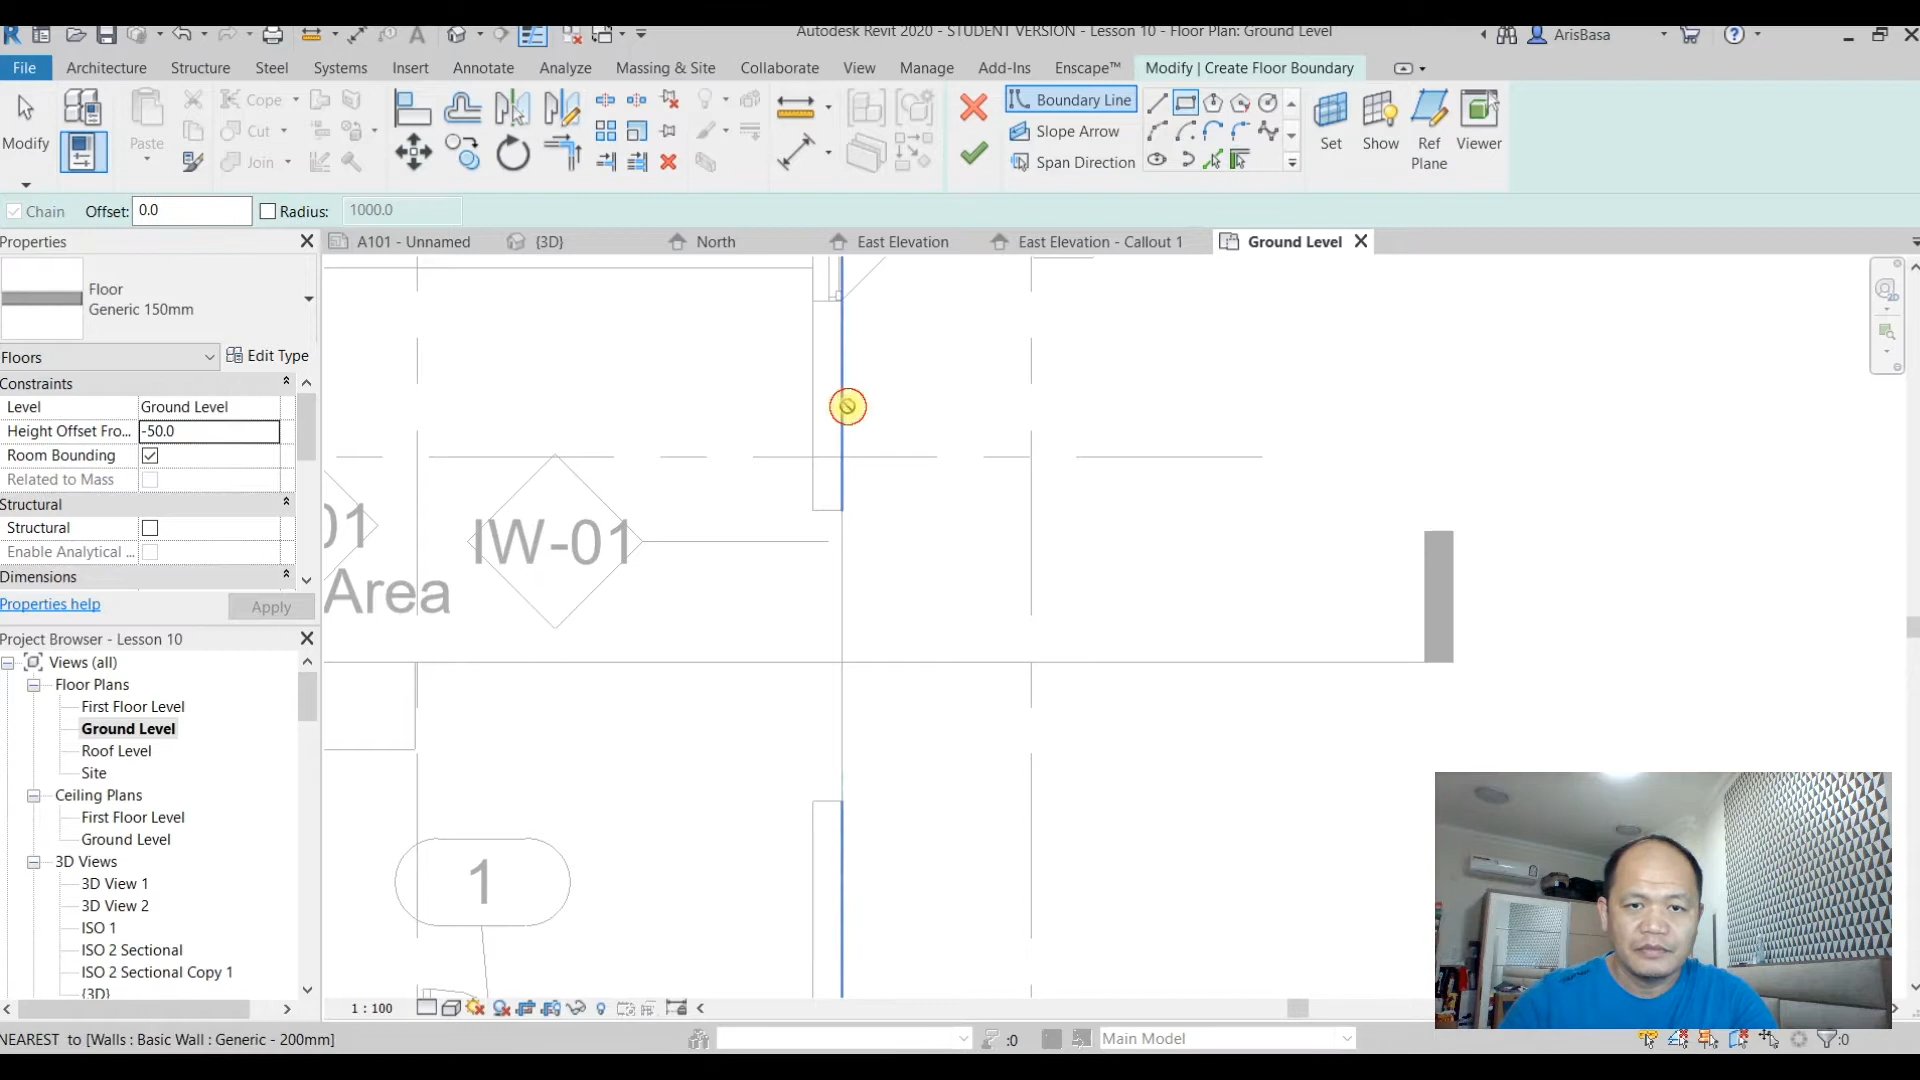 Autodesk Revit 2020 - STUDENT VERSION - Lesson 10 - Floor Plan: Ground Level
ArisBasa
File
Architecture
Structure
Steel
Systems
Insert
Annotate
Analyze
Massing & Site
Collaborate
View
Manage
Add-Ins
Enscape™
Modify | Create Floor Boundary
Modify
Paste
Cope
Cut
Join
Boundary Line
Slope Arrow
Span Direction
Set
Show
Ref
Plane
Viewer
Chain
Offset:
0.0
Radius:
1000.0
Properties
A101 - Unnamed
{3D}
North
East Elevation
East Elevation - Callout 1
Ground Level
Floor
Generic 150mm
Floors
Edit Type
Constraints
Level
Ground Level
Height Offset Fro...
-50.0
Room Bounding
Related to Mass
Structural
Structural
Enable Analytical ...
Dimensions
Properties help
Apply
Project Browser - Lesson 10
Views (all)
Floor Plans
First Floor Level
Ground Level
Roof Level
Site
Ceiling Plans
First Floor Level
Ground Level
3D Views
3D View 1
3D View 2
ISO 1
ISO 2 Sectional
ISO 2 Sectional Copy 1
{3D}
01
IW-01
Area
1
1 : 100
NEAREST to [Walls : Basic Wall : Generic - 200mm]
:0
Main Model
:0